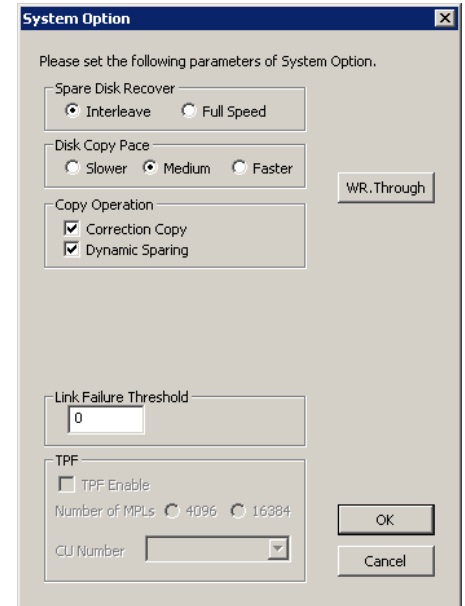 System Option
Please set the following parameters of System Option.
Spare Disk Recover
Interleave Full Speed
Disk Copy Pace
Slower Medium Faster
WR.Through
Copy Operation
Correction Copy
Dynamic Sparing
Link Failure Threshold
0
TPF
TPF Enable
Number of MPLs 4096 16384
OK
CU Number
Cancel